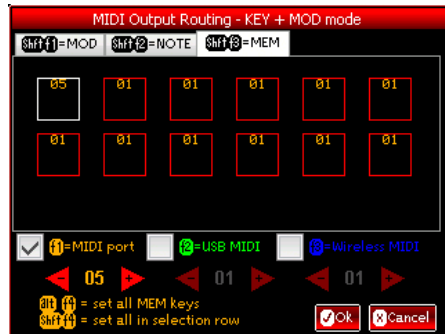 MIDI Output Routing - KEY + MOD mode
Shft f1=MOD Shft f2=NOTE Shft f3=MEM
05 01 01 01 01 01
01 01 01 01 01 01
f1=MIDI port f2=USB MIDI f3=Wireless MIDI
- 05 + - 01 + - 01 +
alt f4 = set all MEM keys
Shft f4 = set all in selection row
Ok Cancel